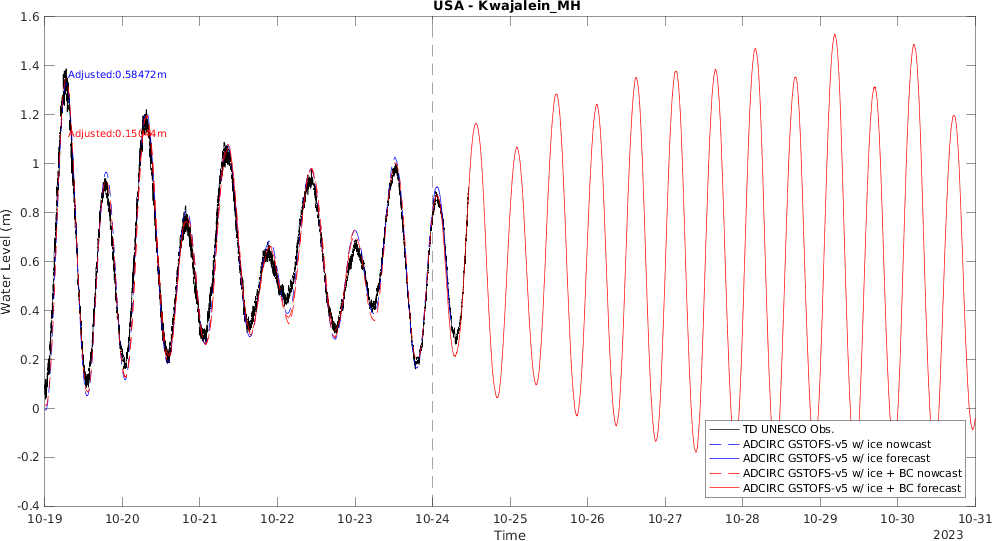 USA - Kwajalein_MH
1.6
1.4
1.2
1
0.8
0.6
0.4
0.2
0
-0.2
-0.4
Water Level (m)
Adjusted:0.58472m
TD UNESCO Obs.
ADCIRC GSTOFS-v5 w/ ice nowcast
ADCIRC GSTOFS-v5 w/ ice forecast
ADCIRC GSTOFS-v5 w/ ice + BC nowcast
ADCIRC GSTOFS-v5 w/ ice + BC forecast
10-19 10-20 10-21 10-22 10-23 10-24 10-25 10-26 10-27 10-28 10-29 10-30 10-31
Time
2023